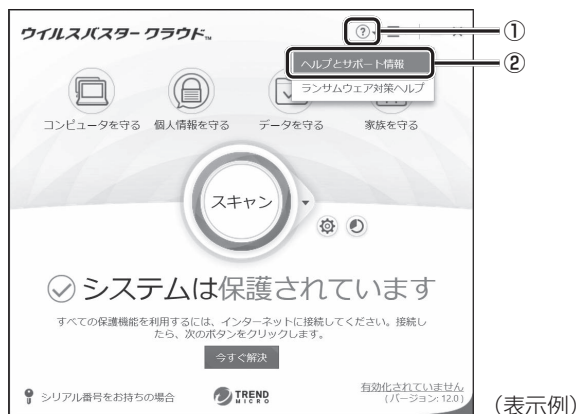 ウイルスバスター クラウド™
?
①
ヘルプとサポート情報
②
ランサムウェア対策ヘルプ
コンピュータを守る 個人情報を守る データを守る 家族を守る
スキャン
システムは保護されています
すべての保護機能を利用するには、インターネットに接続してください。接続し
たら、次のボタンをクリックします。
今すぐ解決
シリアル番号をお持ちの場合
TREND
MICRO
有効化されていません
(バージョン: 12.0)
(表示例)